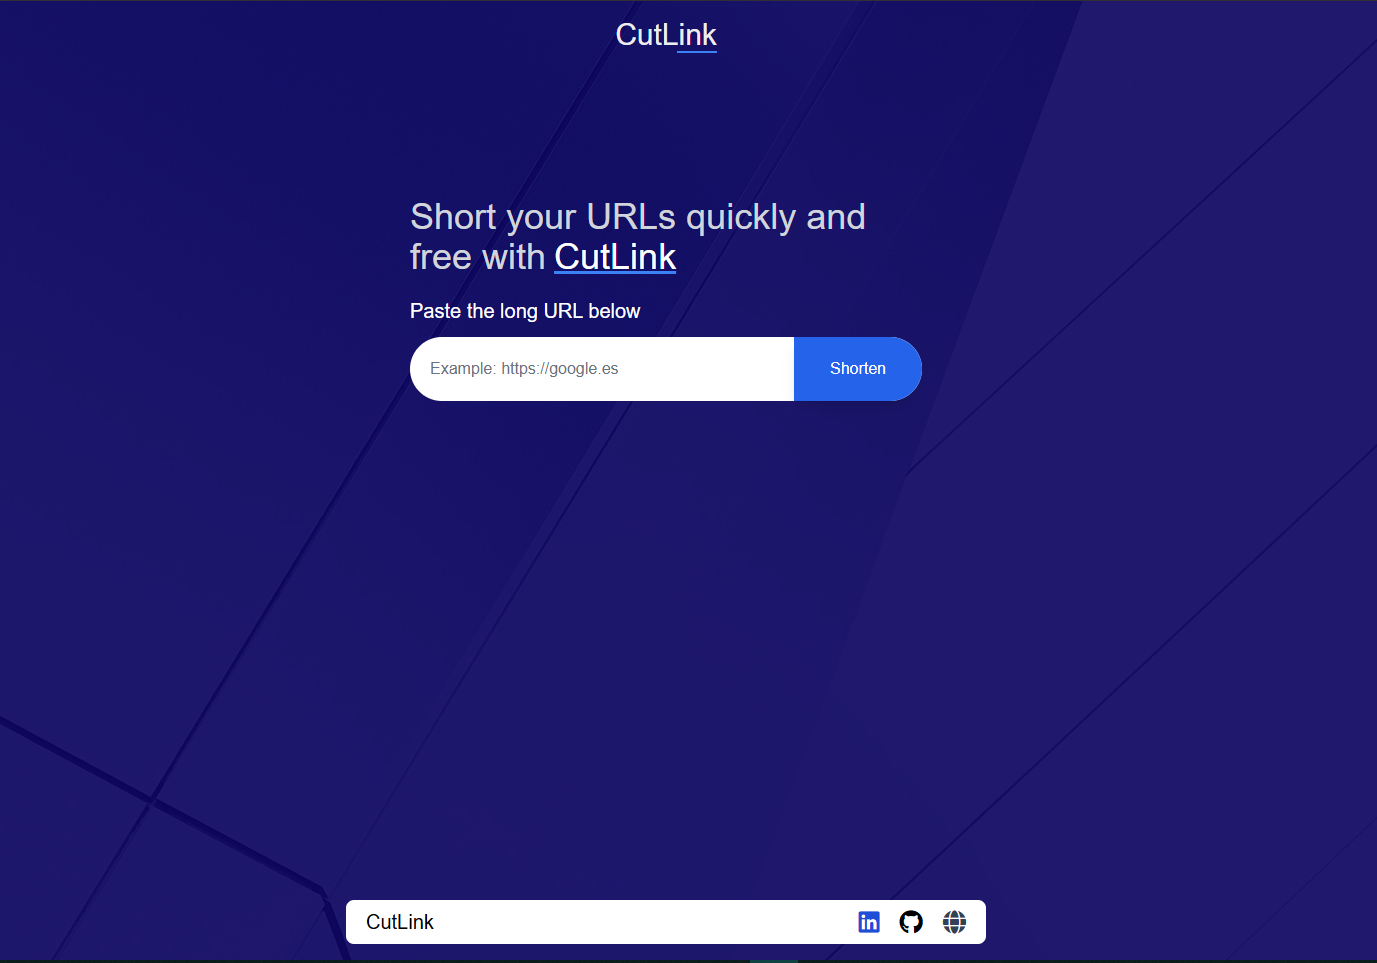 CutLink
Short your URLs quickly and
free with CutLink
Paste the long URL below
Example: https://google.es
Shorten
CutLink
in